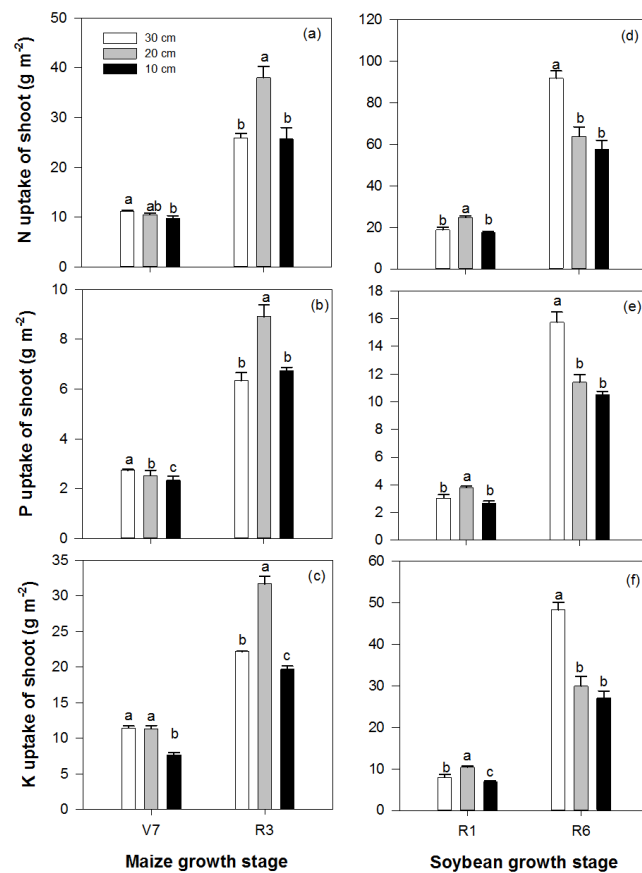 50
40
30
20
10
0
N uptake of shoot (g m-2)
30 cm
20 cm
10 cm
(a)
a
ab
b
b
a
b
120
100
80
60
40
20
0
(d)
b
a
b
a
b
b
10
8
6
4
2
0
P uptake of shoot (g m-2)
(b)
a
b
c
b
a
b
18
16
14
12
10
8
6
4
2
0
(e)
b
a
b
a
b
b
35
30
25
20
15
10
5
0
K uptake of shoot (g m-2)
(c)
a
a
b
b
a
c
V7
R3
Maize growth stage
60
50
40
30
20
10
0
(f)
b
a
c
a
b
b
R1
R6
Soybean growth stage